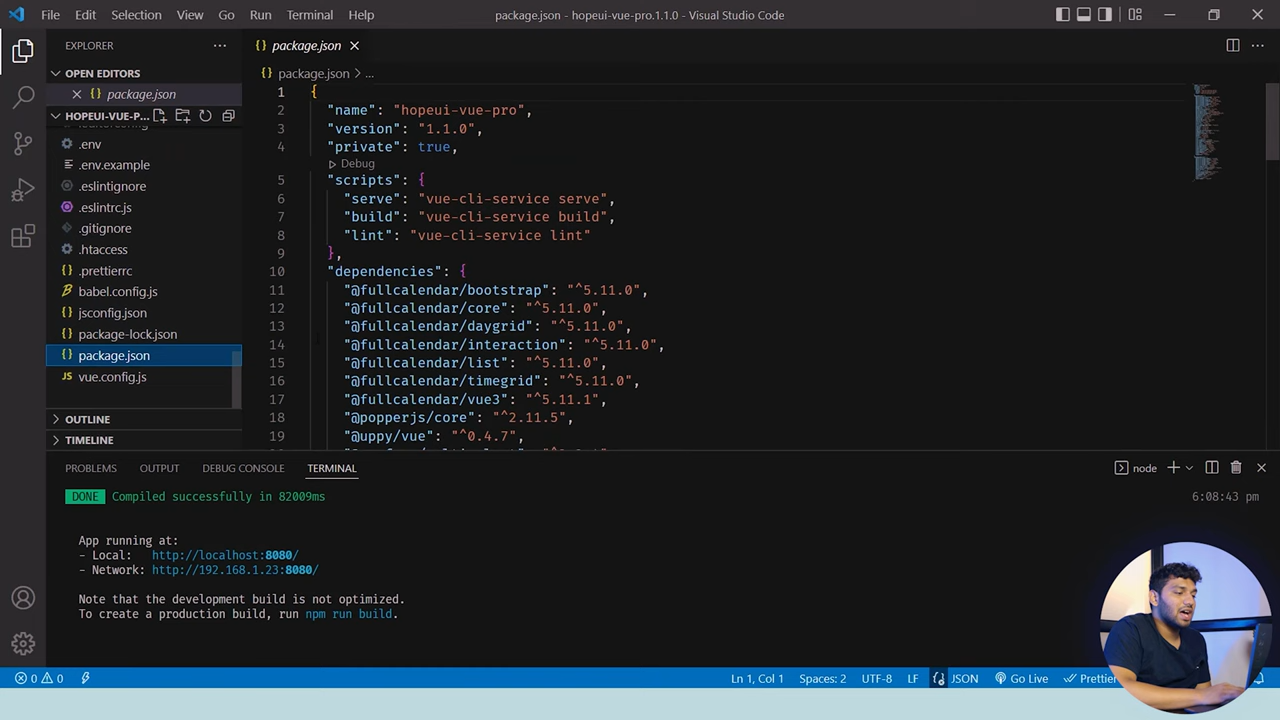 File Edit Selection View Go Run Terminal Help package.json - hopeui-vue-pro.1.1.0 - Visual Studio Code
EXPLORER
package.json
OPEN EDITORS
package.json
package.json > ...
HOPEUI-VUE-P...
.env
.env.example
.eslintignore
.eslintrc.js
.gitignore
.htaccess
.prettierrc
babel.config.js
jsconfig.json
package-lock.json
package.json
vue.config.js
OUTLINE
TIMELINE
1 {
2 "name": "hopeui-vue-pro",
3 "version": "1.1.0",
4 "private": true,
Debug
5 "scripts": {
6 "serve": "vue-cli-service serve",
7 "build": "vue-cli-service build",
8 "lint": "vue-cli-service lint"
9 },
10 "dependencies": {
11 "@fullcalendar/bootstrap": "^5.11.0",
12 "@fullcalendar/core": "^5.11.0",
13 "@fullcalendar/daygrid": "^5.11.0",
14 "@fullcalendar/interaction": "^5.11.0",
15 "@fullcalendar/list": "^5.11.0",
16 "@fullcalendar/timegrid": "^5.11.0",
17 "@fullcalendar/vue3": "^5.11.1",
18 "@popperjs/core": "^2.11.5",
19 "@uppy/vue": "^0.4.7",
PROBLEMS OUTPUT DEBUG CONSOLE TERMINAL node
DONE Compiled successfully in 82009ms 6:08:43 pm
App running at:
- Local: http://localhost:8080/
- Network: http://192.168.1.23:8080/
Note that the development build is not optimized.
To create a production build, run npm run build.
0 0 Ln 1, Col 1 Spaces: 2 UTF-8 LF JSON Go Live Prettier